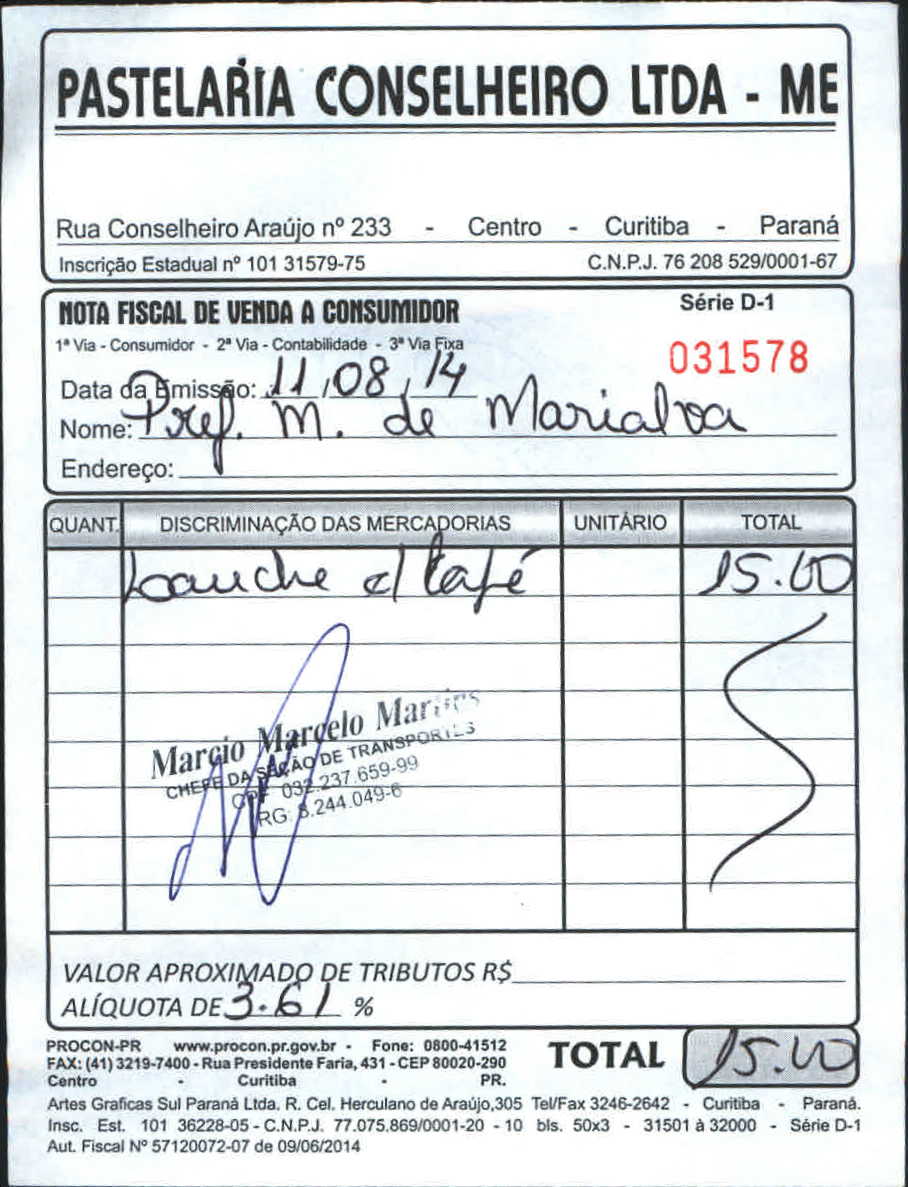 PASTELARIA CONSELHEIRO LTDA - ME
Rua Conselheiro Araújo nº 233 - Centro - Curitiba - Paraná
Inscrição Estadual nº 101 31579-75 C.N.P.J. 76 208 529/0001-67
NOTA FISCAL DE VENDA A CONSUMIDOR Série D-1
1ª Via - Consumidor - 2ª Via - Contabilidade - 3ª Via Fixa
031578
Data da Emissão: 11/08/14
Nome: Pref. M. de Marialva
Endereço:
QUANT. DISCRIMINAÇÃO DAS MERCADORIAS UNITÁRIO TOTAL
Lanche c/ Café 15.00
Marcio Marcelo Martins
CHEFE DA SEÇÃO DE TRANSPORTES
CPF 032.237.659-99
RG: 8.244.049-6
VALOR APROXIMADO DE TRIBUTOS R$
ALÍQUOTA DE 3.61 %
PROCON-PR www.procon.pr.gov.br - Fone: 0800-41512
FAX: (41) 3219-7400 - Rua Presidente Faria, 431 - CEP 80020-290
Centro - Curitiba - PR.
TOTAL 15.00
Artes Graficas Sul Paraná Ltda. R. Cel. Herculano de Araújo,305 Tel/Fax 3246-2642 - Curitiba - Paraná.
Insc. Est. 101 36228-05 - C.N.P.J. 77.075.869/0001-20 - 10 bls. 50x3 - 31501 à 32000 - Série D-1
Aut. Fiscal Nº 57120072-07 de 09/06/2014